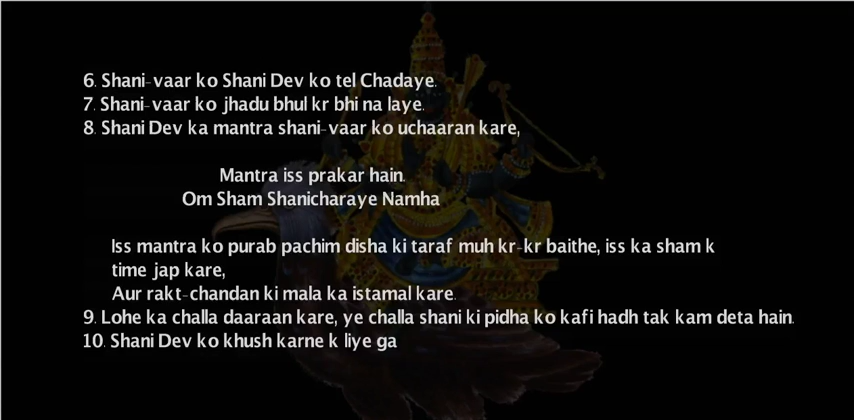 6. Shani-vaar ko Shani Dev ko tel Chadaye.
7. Shani-vaar ko jhadu bhul kr bhi na laye.
8. Shani Dev ka mantra shani-vaar ko uchaaran kare,
Mantra iss prakar hain.
Om Sham Shanicharaye Namha
Iss mantra ko purab pachim disha ki taraf muh kr-kr baithe, iss ka sham k
time jap kare,
Aur rakt-chandan ki mala ka istamal kare.
9. Lohe ka challa daaraan kare, ye challa shani ki pidha ko kafi hadh tak kam deta hain.
10. Shani Dev ko khush karne k liye ga